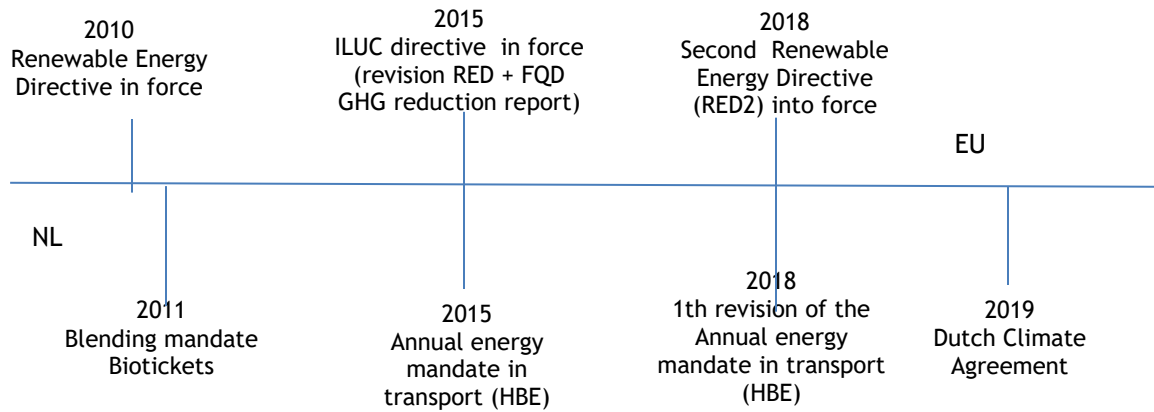 2010
Renewable Energy
Directive in force
2015
ILUC directive in force
(revision RED + FQD
GHG reduction report)
2018
Second Renewable
Energy Directive
(RED2) into force
EU
NL
2011
Blending mandate
Biotickets
2015
Annual energy
mandate in
transport (HBE)
2018
1th revision of the
Annual energy
mandate in transport
(HBE)
2019
Dutch Climate
Agreement